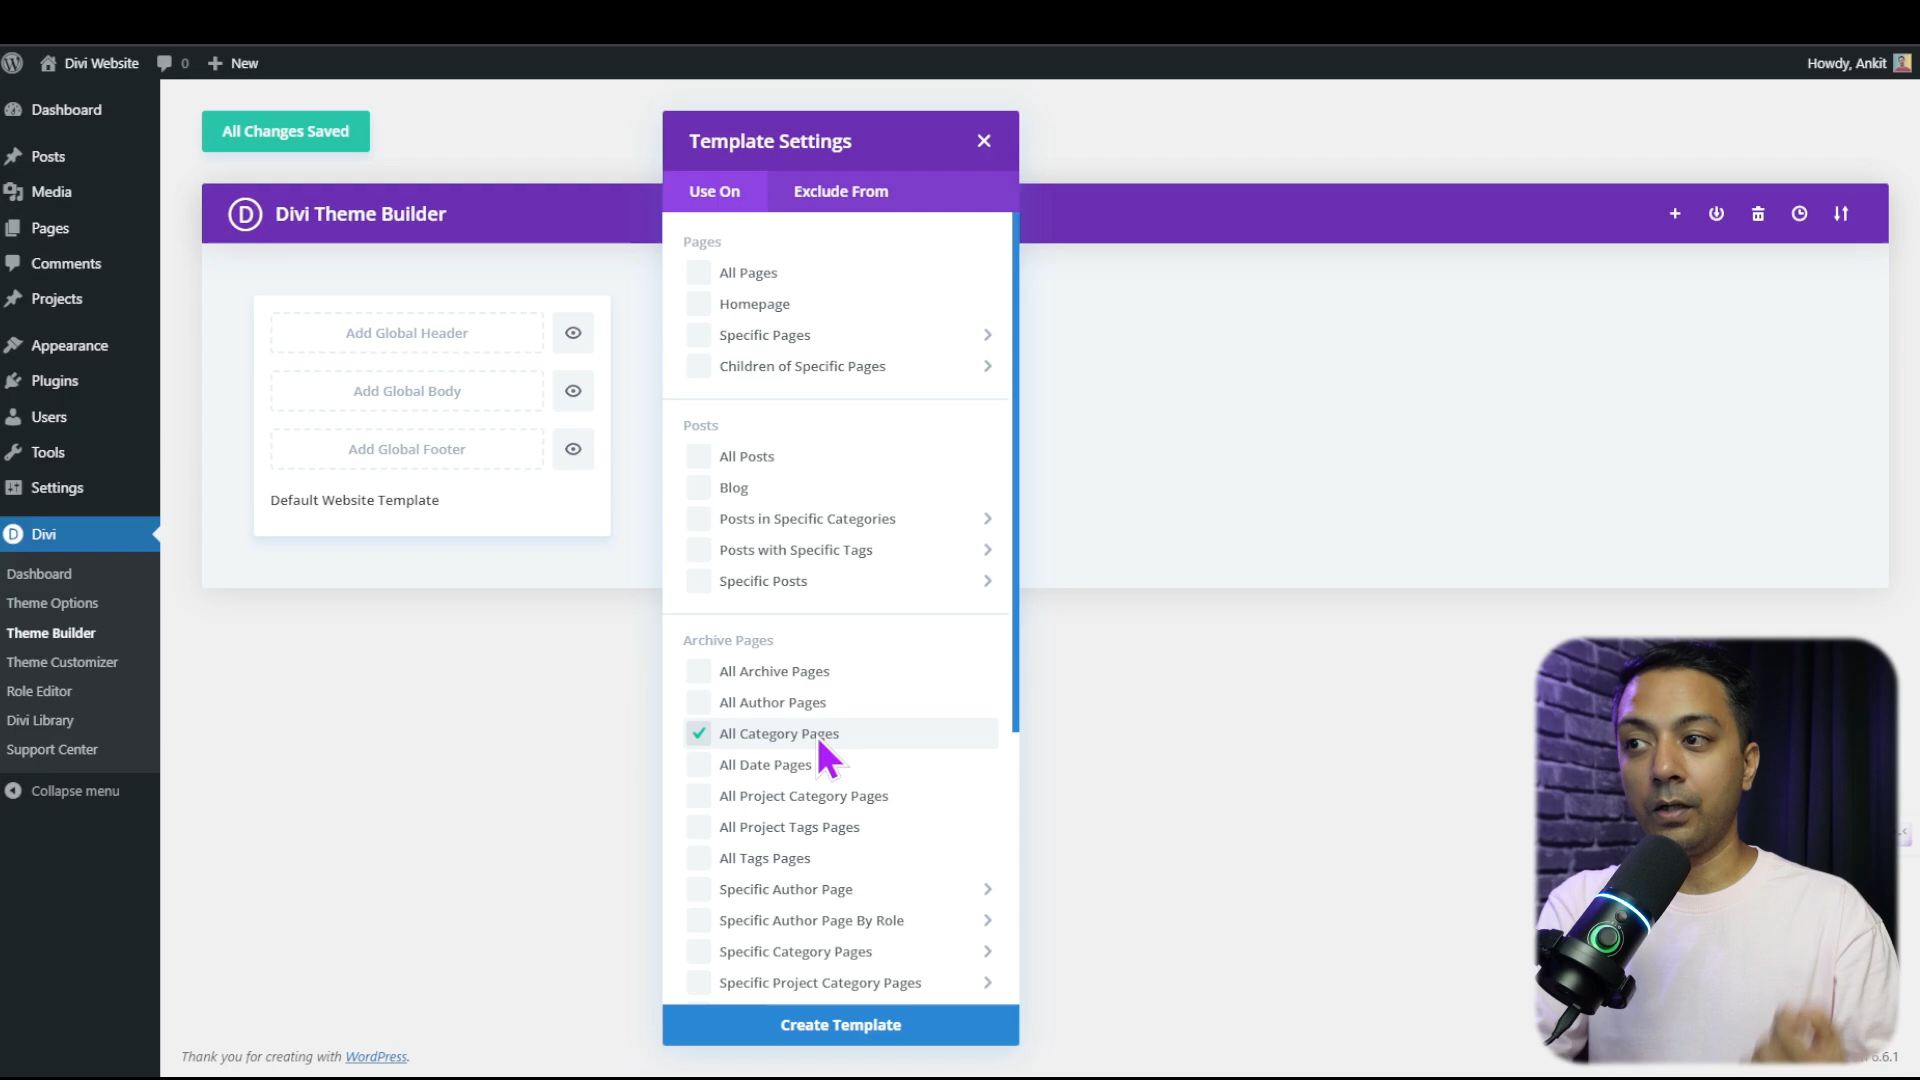 Divi Website
0
New
Howdy, Ankit
Dashboard
Posts
Media
Pages
Comments
Projects
Appearance
Plugins
Users
Tools
Settings
Divi
Dashboard
Theme Options
Theme Builder
Theme Customizer
Role Editor
Divi Library
Support Center
Collapse menu
All Changes Saved
D Divi Theme Builder
Add Global Header
Add Global Body
Add Global Footer
Default Website Template
Template Settings
Use On
Exclude From
Pages
All Pages
Homepage
Specific Pages
Children of Specific Pages
Posts
All Posts
Blog
Posts in Specific Categories
Posts with Specific Tags
Specific Posts
Archive Pages
All Archive Pages
All Author Pages
All Category Pages
All Date Pages
All Project Category Pages
All Project Tags Pages
All Tags Pages
Specific Author Page
Specific Author Page By Role
Specific Category Pages
Specific Project Category Pages
Create Template
Thank you for creating with WordPress.
6.6.1